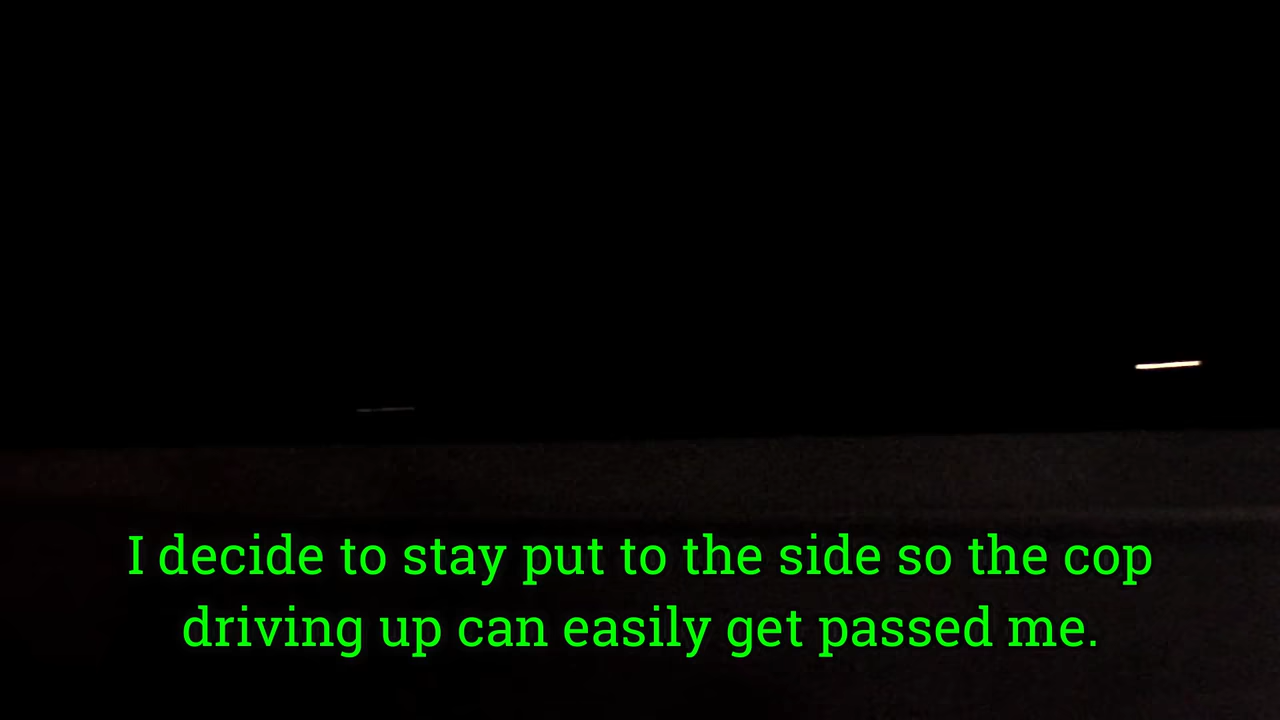 I decide to stay put to the side so the cop
driving up can easily get passed me.